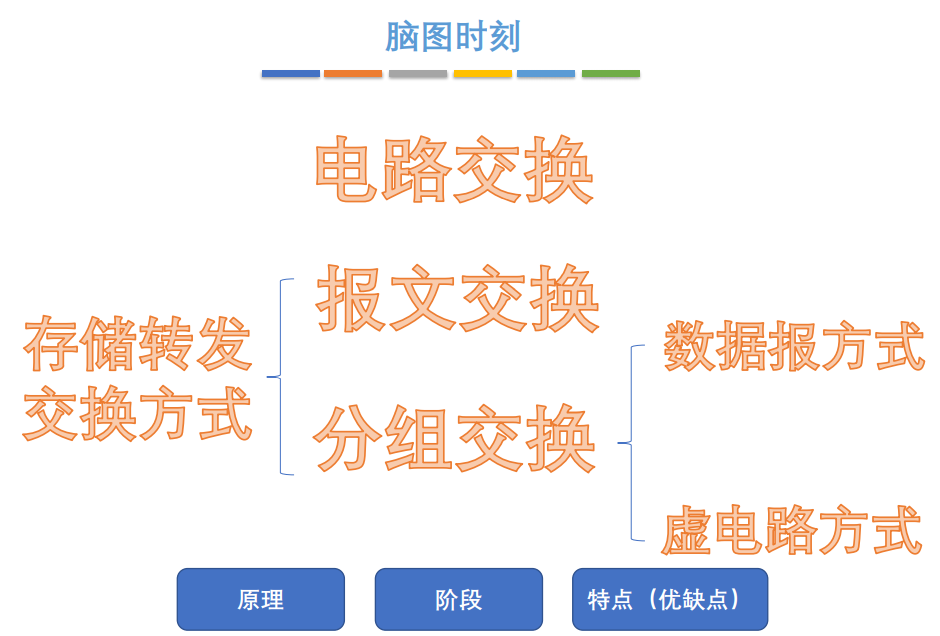 脑图时刻
电路交换
报文交换
存储转发
交换方式
数据报方式
分组交换
虚电路方式
原理
阶段
特点（优缺点）